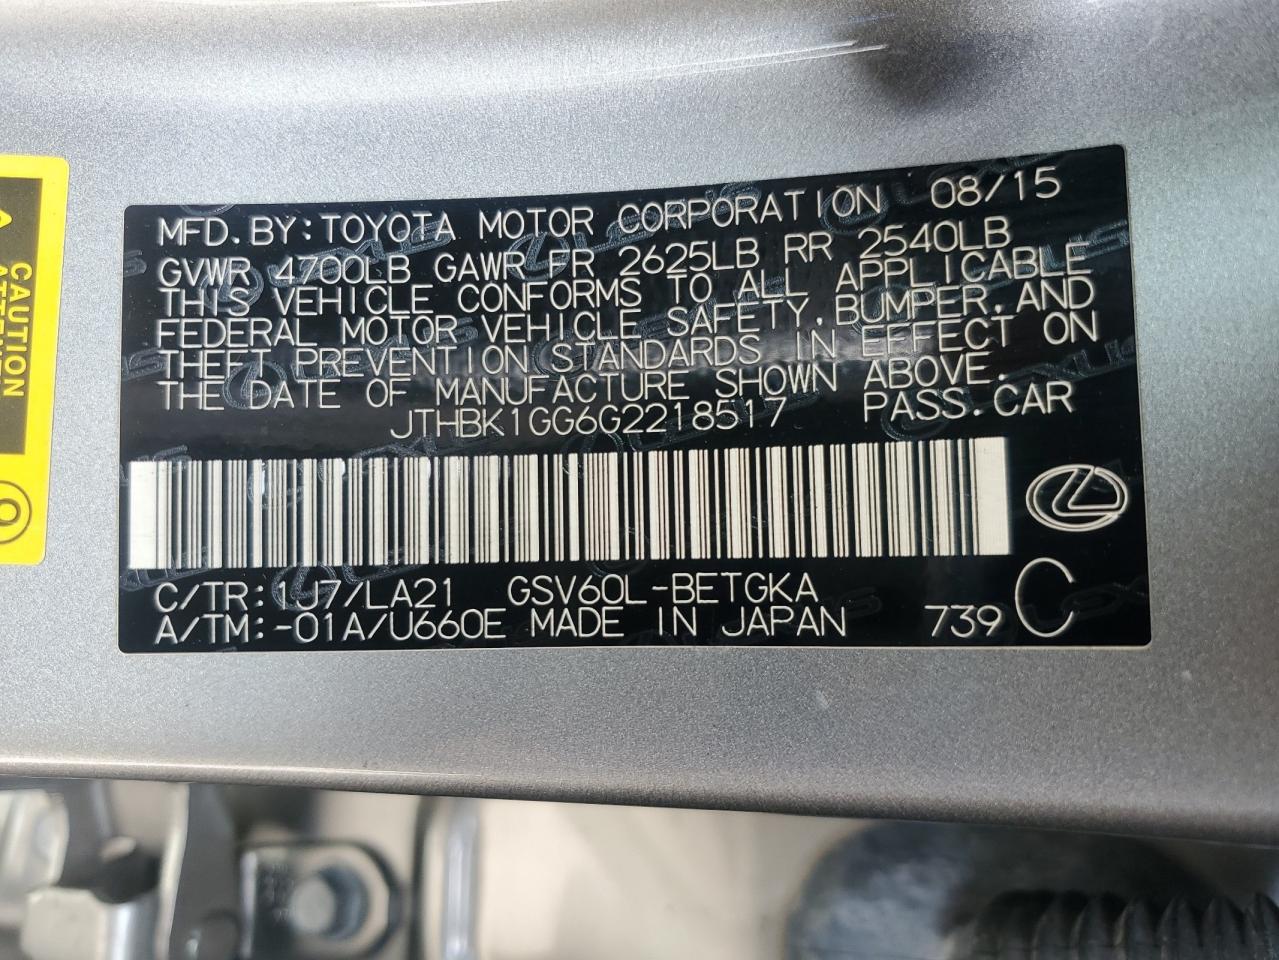 MFD.BY:TOYOTA MOTOR CORPORATION 08/15
GVWR 4700LB GAWR FR 2625LB RR 2540LB
THIS VEHICLE CONFORMS TO ALL APPLICABLE
FEDERAL MOTOR VEHICLE SAFETY,BUMPER,AND
THEFT PREVENTION STANDARDS IN EFFECT ON
THE DATE OF MANUFACTURE SHOWN ABOVE.
JTHBK1GG6G2218517 PASS.CAR
C/TR:1J7/LA21 GSV60L-BETGKA
A/TM:-01A/U660E MADE IN JAPAN 739 C
CAUTION